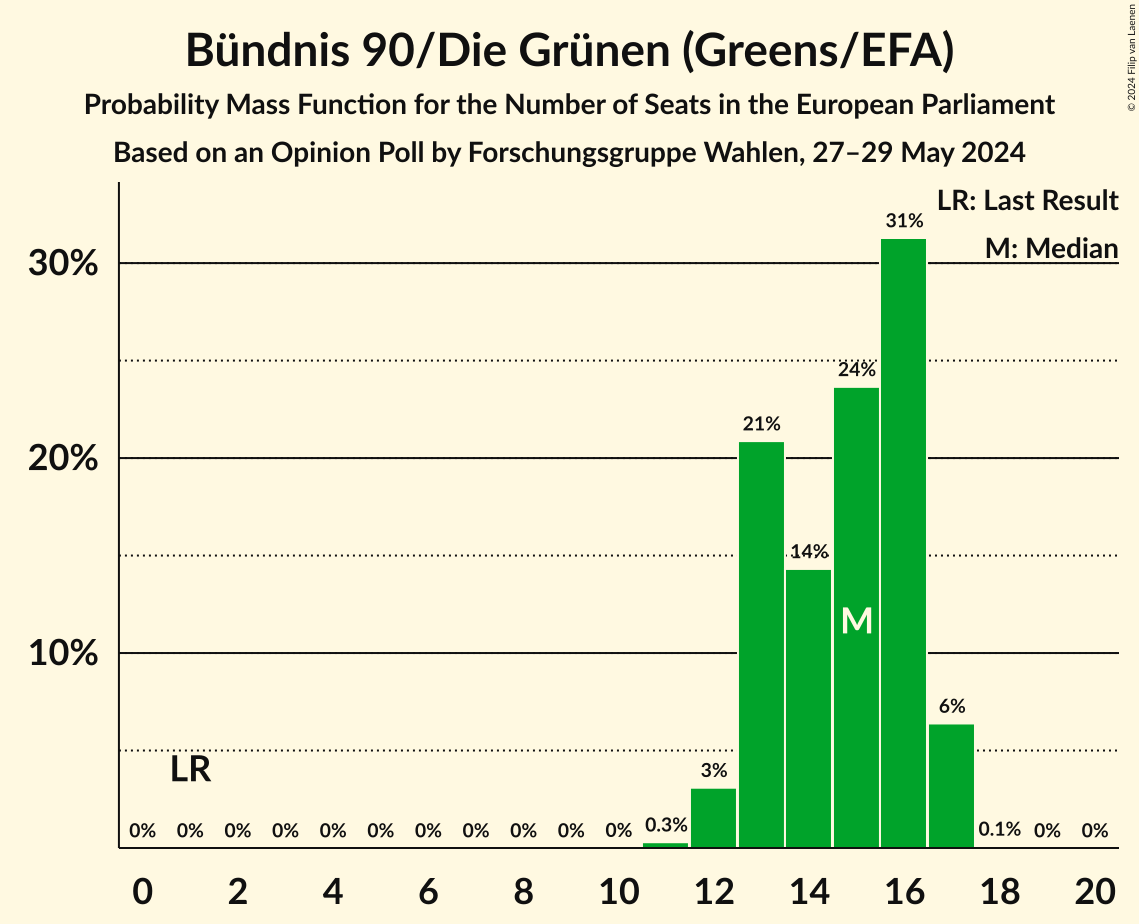 Bündnis 90/Die Grünen (Greens/EFA)
Probability Mass Function for the Number of Seats in the European Parliament
Based on an Opinion Poll by Forschungsgruppe Wahlen, 27–29 May 2024
© 2024 Filip van Laenen
LR: Last Result
M: Median
30%
20%
10%
31%
24%
21%
14%
M
6%
LR
3%
0% 0% 0% 0% 0% 0% 0% 0% 0% 0% 0% 0.3% 0.1% 0% 0%
0 2 4 6 8 10 12 14 16 18 20